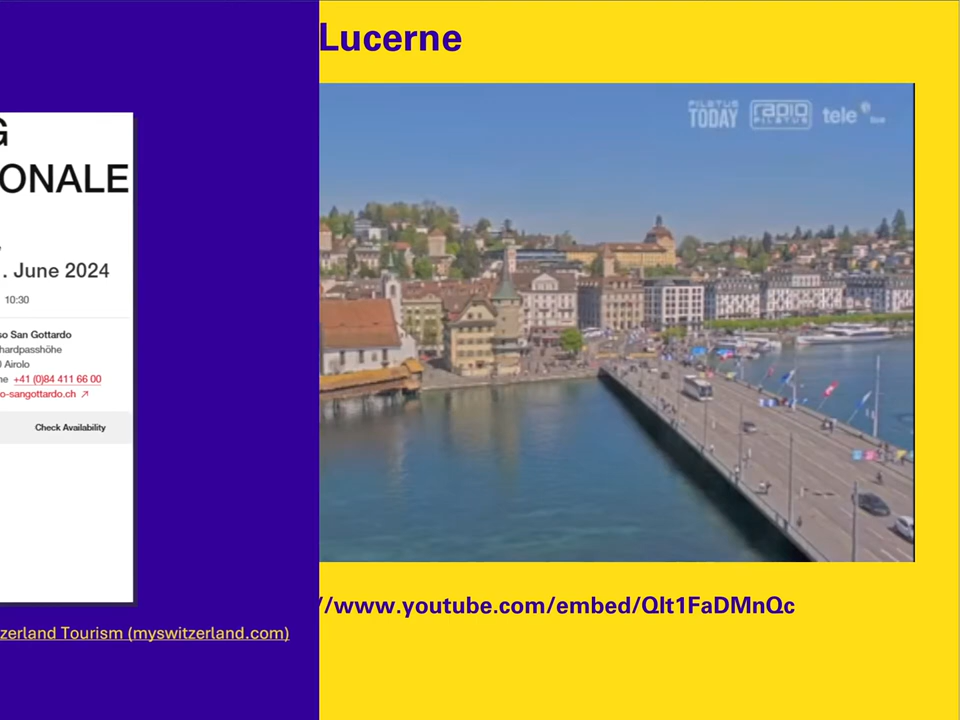 G
ONALE
. June 2024
10:30
so San Gottardo
hardpasshöhe
Airolo
ne +41 (0)84 411 66 00
o-sangottardo.ch ↗
Check Availability
zerland Tourism (myswitzerland.com)
Lucerne
PILATUS TODAY radio PILATUS tele live
//www.youtube.com/embed/QIt1FaDMnQc